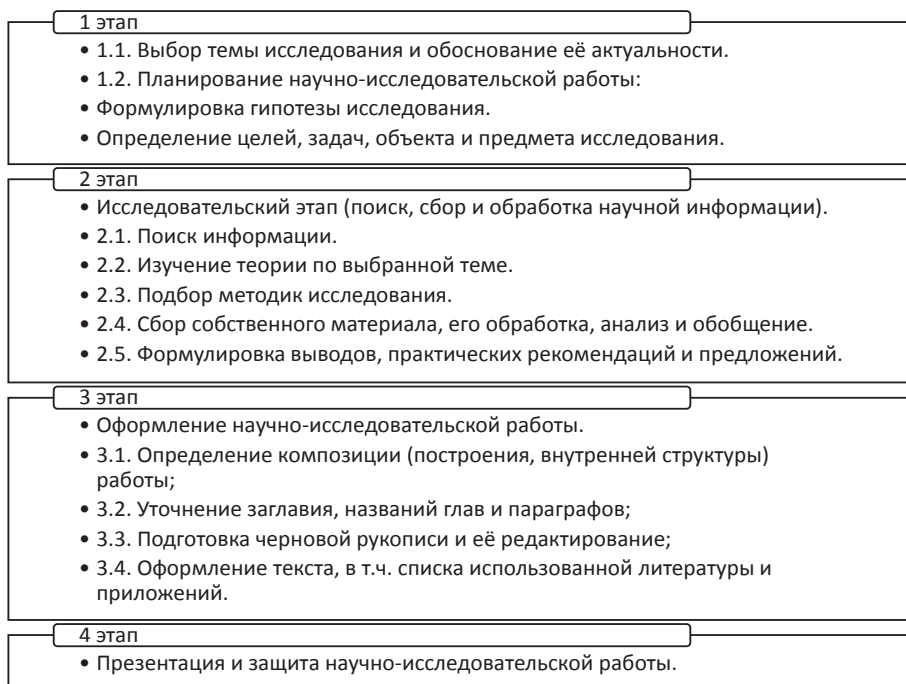 1 этап
• 1.1. Выбор темы исследования и обоснование её актуальности.
• 1.2. Планирование научно-исследовательской работы:
• Формулировка гипотезы исследования.
• Определение целей, задач, объекта и предмета исследования.
2 этап
• Исследовательский этап (поиск, сбор и обработка научной информации).
• 2.1. Поиск информации.
• 2.2. Изучение теории по выбранной теме.
• 2.3. Подбор методик исследования.
• 2.4. Сбор собственного материала, его обработка, анализ и обобщение.
• 2.5. Формулировка выводов, практических рекомендаций и предложений.
3 этап
• Оформление научно-исследовательской работы.
• 3.1. Определение композиции (построения, внутренней структуры)
работы;
• 3.2. Уточнение заглавия, названий глав и параграфов;
• 3.3. Подготовка черновой рукописи и её редактирование;
• 3.4. Оформление текста, в т.ч. списка использованной литературы и
приложений.
4 этап
• Презентация и защита научно-исследовательской работы.